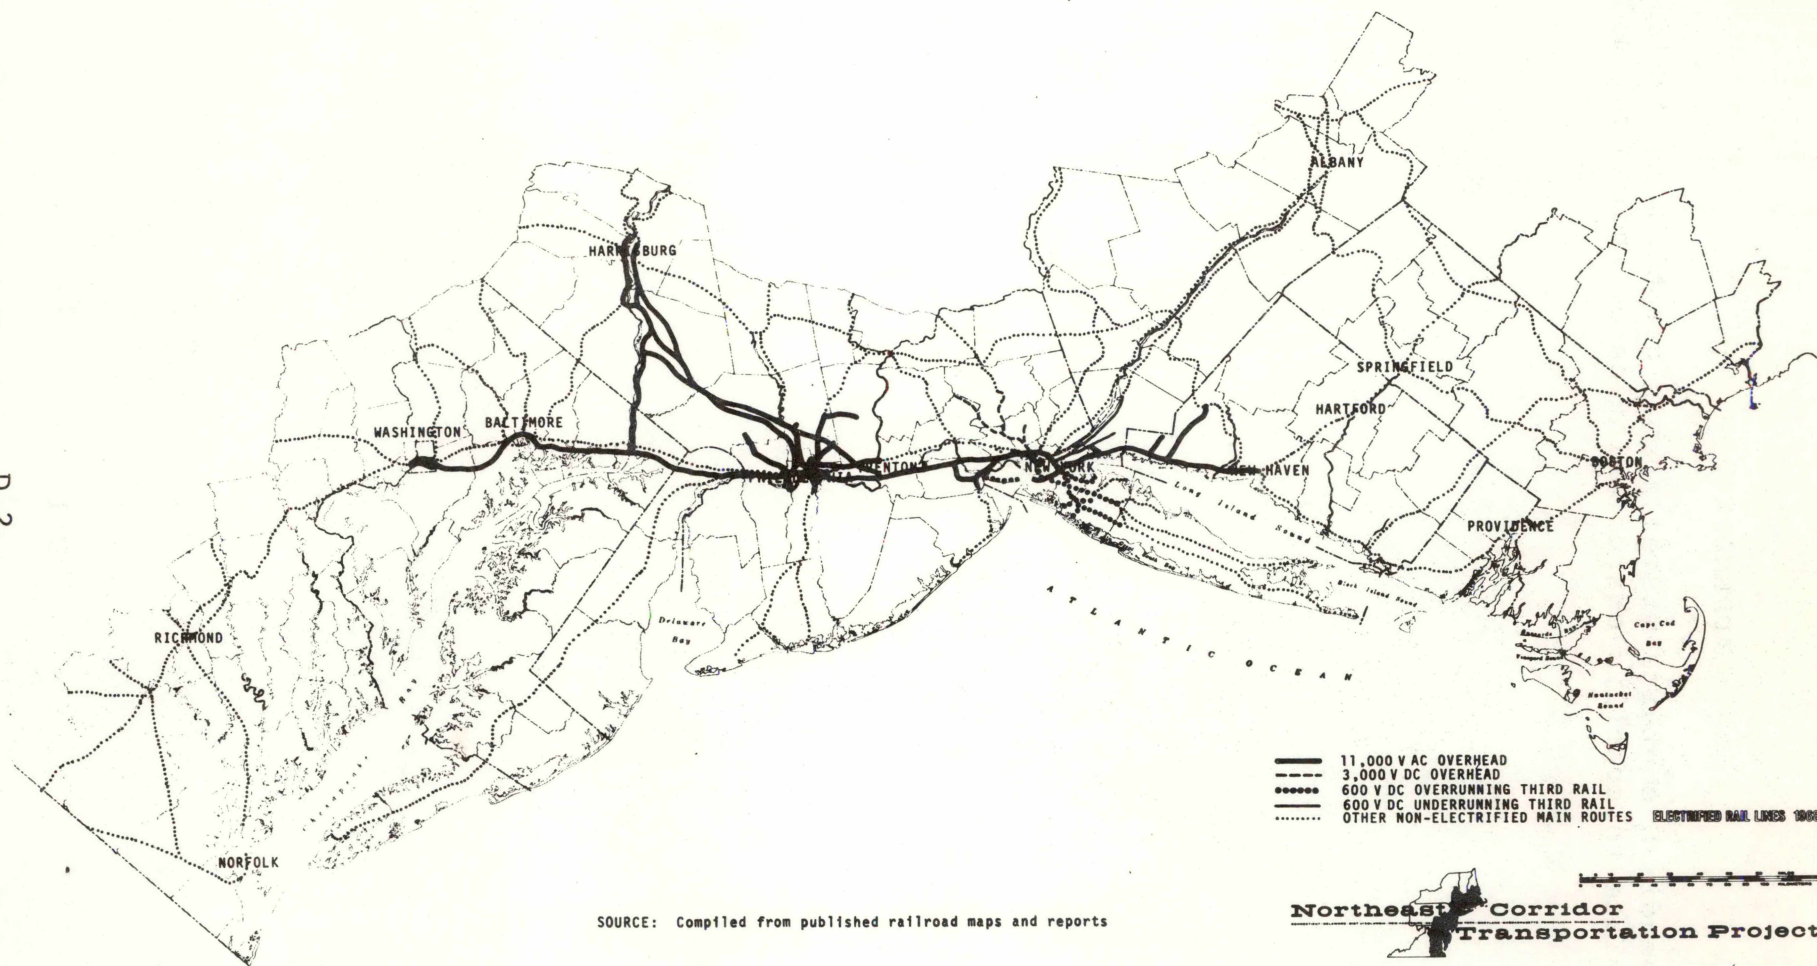 ALBANY
HARRISBURG
SPRINGFIELD
HARTFORD
WASHINGTON
BALTIMORE
BOSTON
TRENTON
NEW YORK
NEW HAVEN
Long Island Sound
PROVIDENCE
Block Island Sound
ATLANTIC OCEAN
Delaware
Bay
Cape Cod
Bay
RICHMOND
Nantucket
Sound
BAY
NORFOLK
11,000 V AC OVERHEAD
3,000 V DC OVERHEAD
600 V DC OVERRUNNING THIRD RAIL
600 V DC UNDERRUNNING THIRD RAIL
OTHER NON-ELECTRIFIED MAIN ROUTES
ELECTRIFIED RAIL LINES
SOURCE: Compiled from published railroad maps and reports
Northeast Corridor
Transportation Project